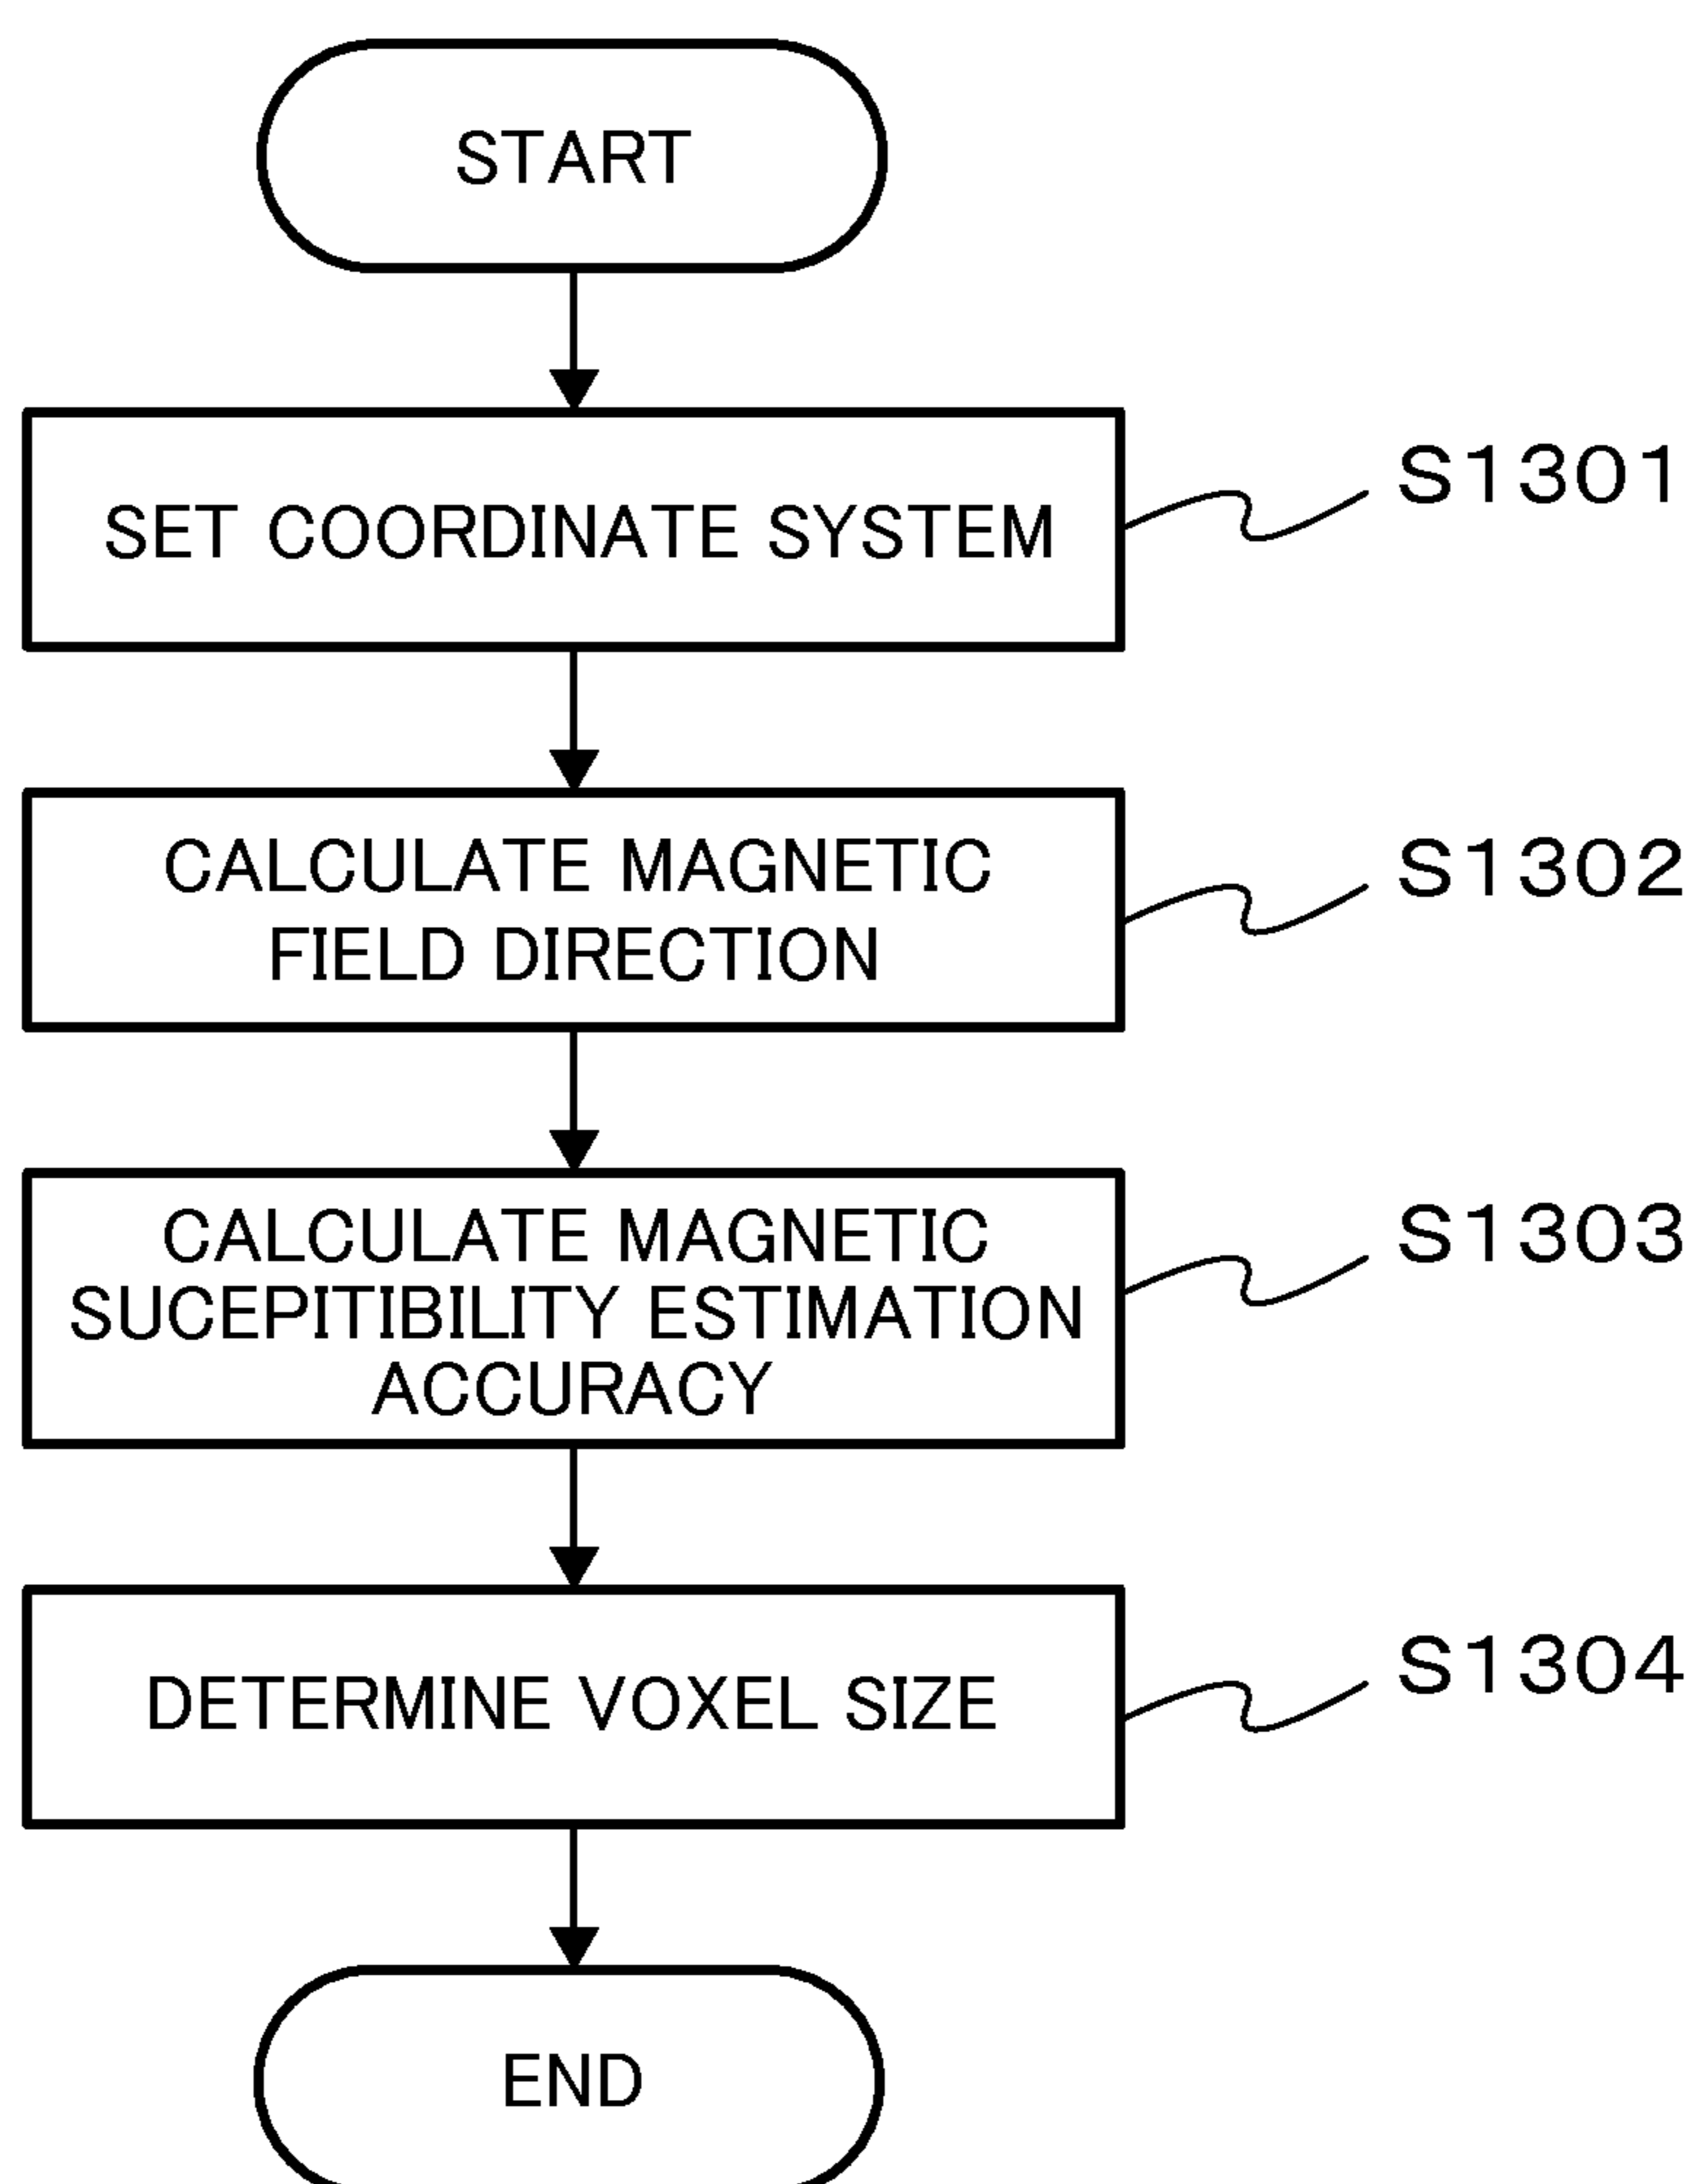 START
SET COORDINATE SYSTEM
S1301
CALCULATE MAGNETIC
FIELD DIRECTION
S1302
CALCULATE MAGNETIC
SUCEPITIBILITY ESTIMATION
ACCURACY
S1303
DETERMINE VOXEL SIZE
S1304
END